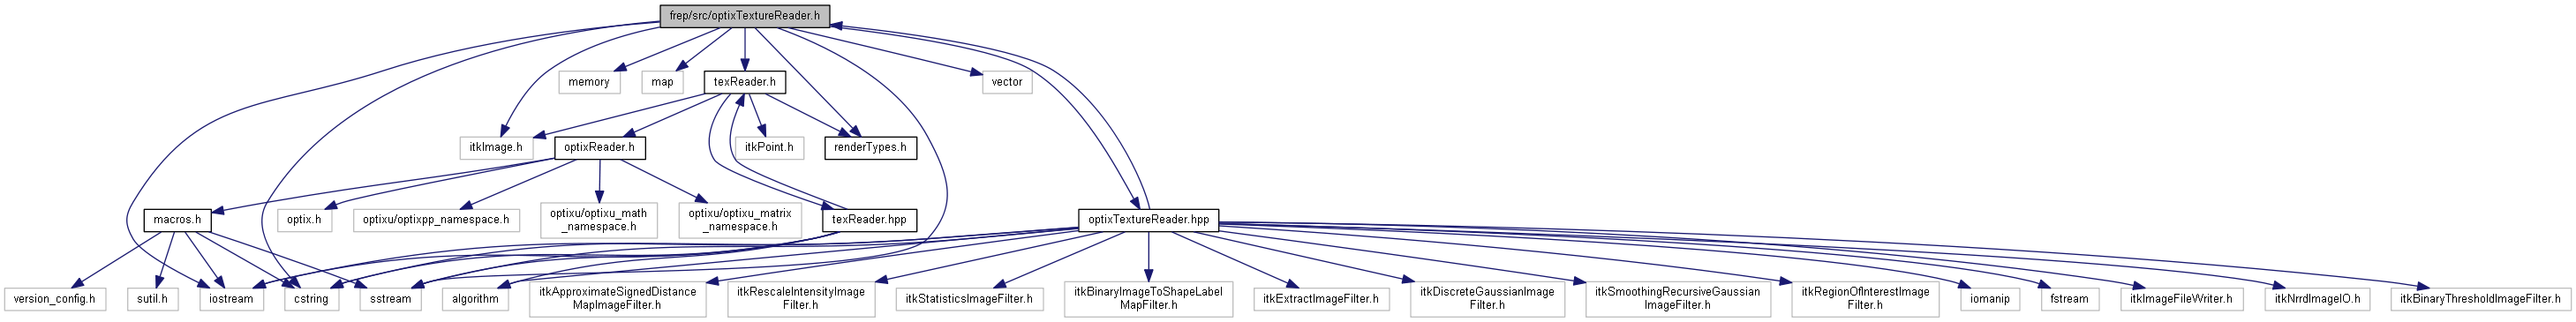 frep/src/optixTextureReader.h
memory
map
texReader.h
vector
itkImage.h
optixReader.h
itkPoint.h
renderTypes.h
macros.h
optix.h
optixu/optixpp_namespace.h
optixu/optixu_math
_namespace.h
optixu/optixu_matrix
_namespace.h
texReader.hpp
optixTextureReader.hpp
version_config.h
sutil.h
iostream
cstring
sstream
algorithm
itkApproximateSignedDistance
MapImageFilter.h
itkRescaleIntensityImage
Filter.h
itkStatisticsImageFilter.h
itkBinaryImageToShapeLabel
MapFilter.h
itkExtractImageFilter.h
itkDiscreteGaussianImage
Filter.h
itkSmoothingRecursiveGaussian
ImageFilter.h
itkRegionOfInterestImage
Filter.h
iomanip
fstream
itkImageFileWriter.h
itkNrrdImageIO.h
itkBinaryThresholdImageFilter.h